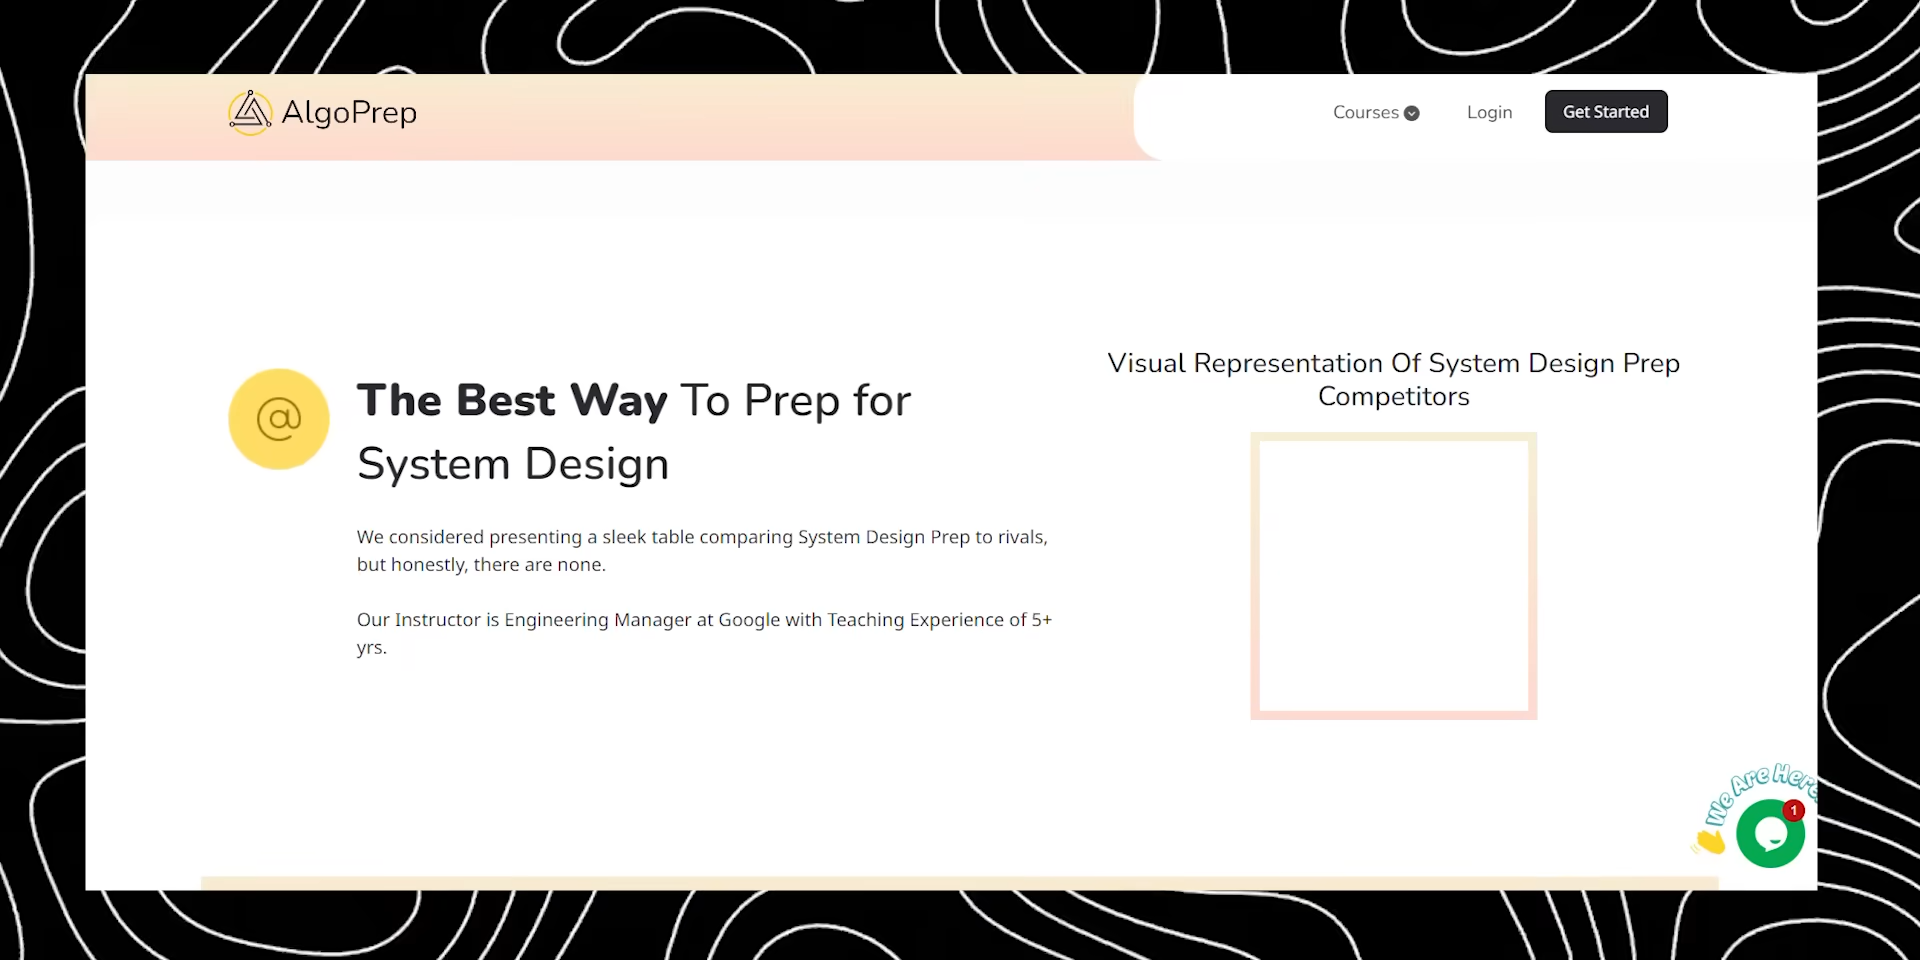 AlgoPrep
Courses
Login
Get Started
@
The Best Way To Prep for
System Design
We considered presenting a sleek table comparing System Design Prep to rivals,
but honestly, there are none.
Our Instructor is Engineering Manager at Google with Teaching Experience of 5+
yrs.
Visual Representation Of System Design Prep
Competitors
We Are Here!
1